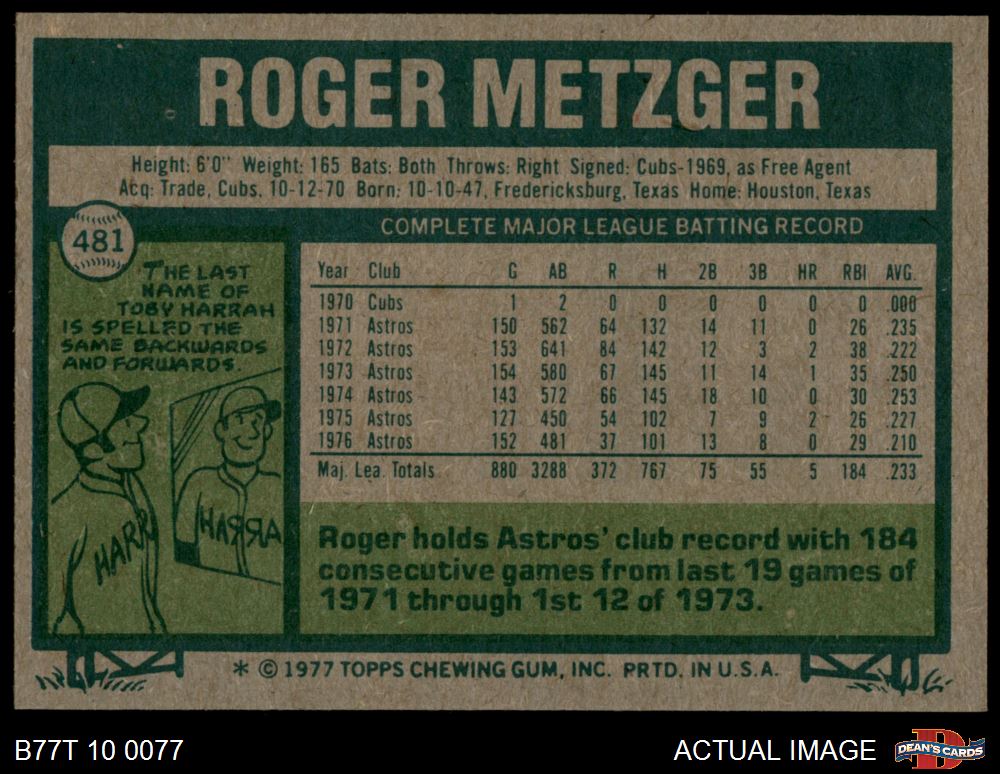 ROGER METZGER
Height: 6'0" Weight: 165 Bats: Both Throws: Right Signed: Cubs-1969, as Free Agent
Acq: Trade, Cubs, 10-12-70 Born: 10-10-47, Fredericksburg, Texas Home: Houston, Texas
481
THE LAST
NAME OF
TOBY HARRAH
IS SPELLED THE
SAME BACKWARDS
AND FORWARDS.
HARR
HARRA
COMPLETE MAJOR LEAGUE BATTING RECORD
Year Club G AB R H 2B 3B HR RBI AVG.
1970 Cubs 1 2 0 0 0 0 0 0 .000
1971 Astros 150 562 64 132 14 11 0 26 .235
1972 Astros 153 641 84 142 12 3 2 38 .222
1973 Astros 154 580 67 145 11 14 1 35 .250
1974 Astros 143 572 66 145 18 10 0 30 .253
1975 Astros 127 450 54 102 7 9 2 26 .227
1976 Astros 152 481 37 101 13 8 0 29 .210
Maj. Lea. Totals 880 3288 372 767 75 55 5 184 .233
Roger holds Astros' club record with 184
consecutive games from last 19 games of
1971 through 1st 12 of 1973.
* © 1977 TOPPS CHEWING GUM, INC. PRTD. IN U.S.A.
B77T 10 0077
ACTUAL IMAGE
D
DEAN'S CARDS